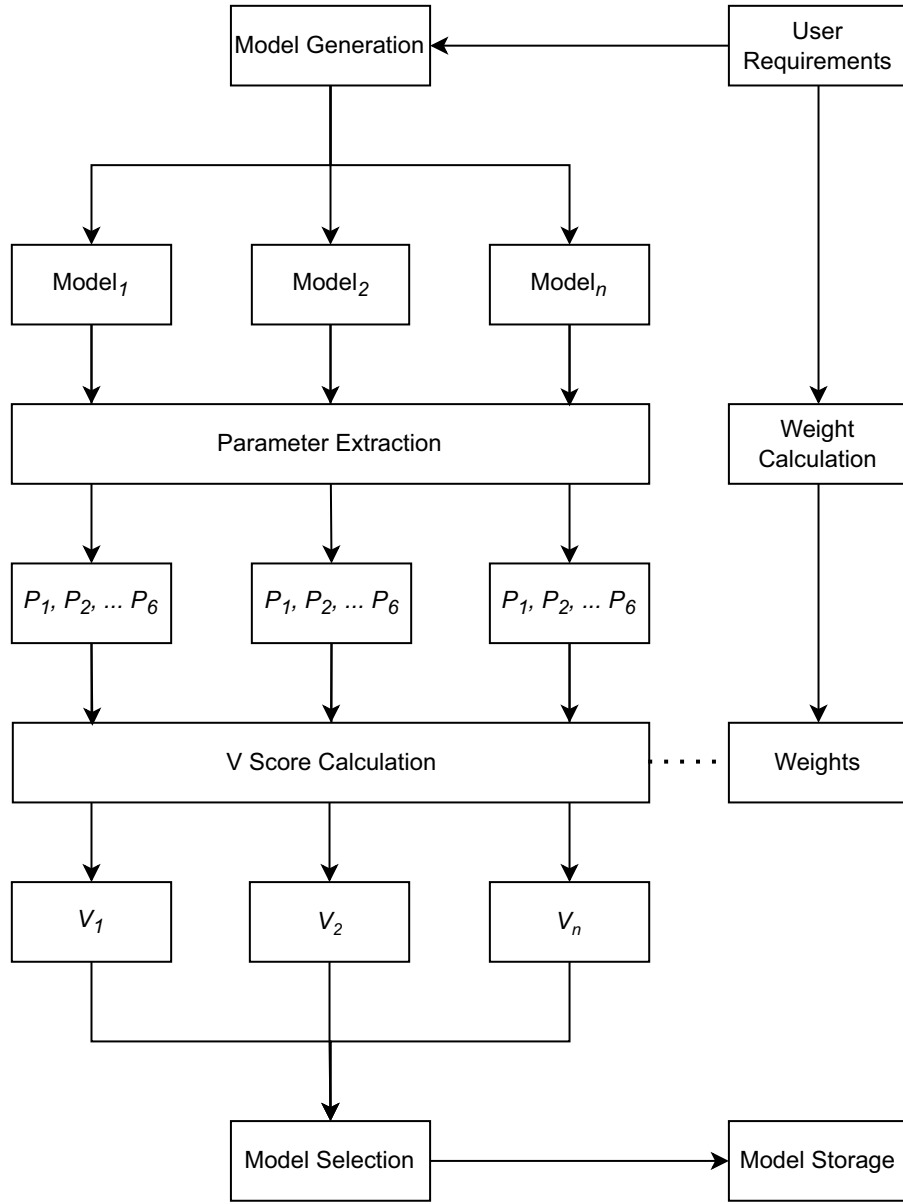 Model Generation
User
Requirements
Model1
Model2
Modeln
Parameter Extraction
Weight
Calculation
P1, P2, ... P6
P1, P2, ... P6
P1, P2, ... P6
V Score Calculation
Weights
V1
V2
Vn
Model Selection
Model Storage